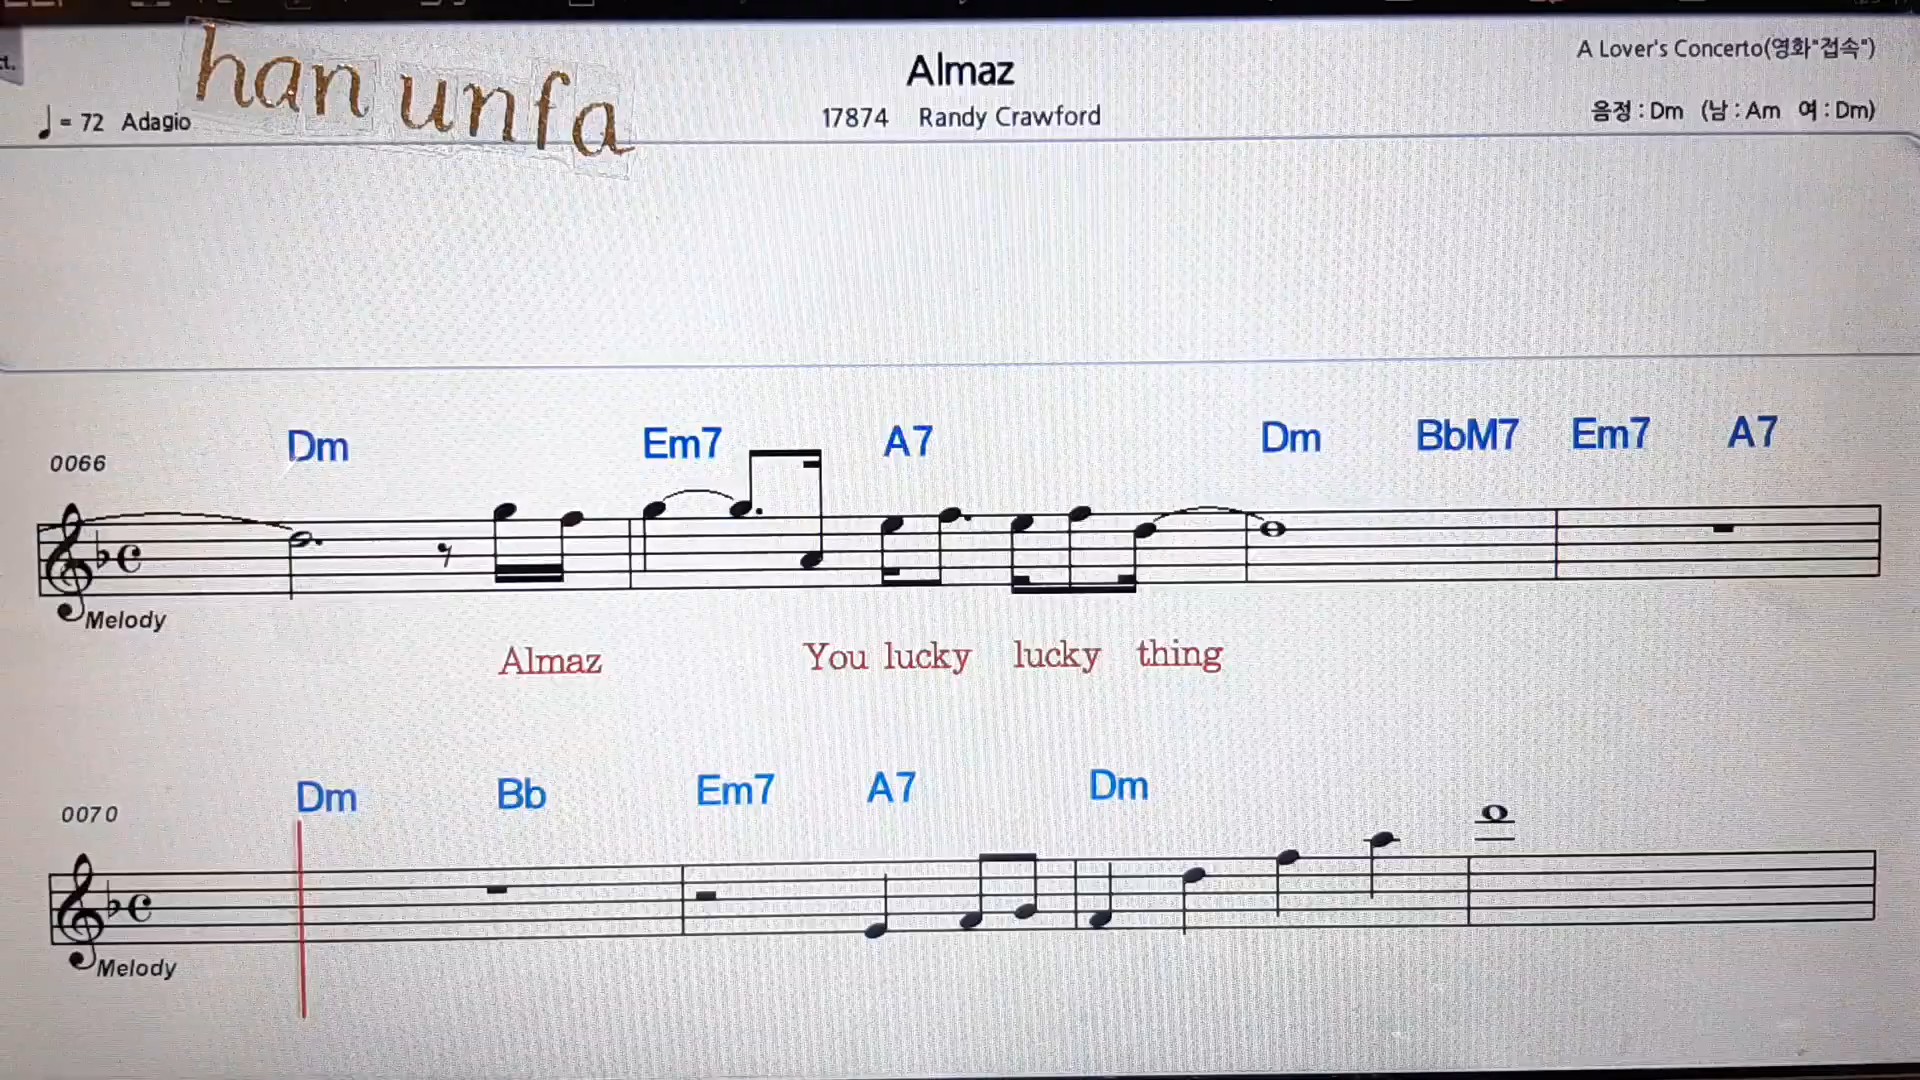 han unfa
Almaz
A Lover's Concerto(영화"접속")
♩= 72 Adagio
17874 Randy Crawford
음정 : Dm (남 : Am 여 : Dm)
0066 Dm Em7 A7 Dm BbM7 Em7 A7
Melody
Almaz You lucky lucky thing
0070 Dm Bb Em7 A7 Dm
Melody